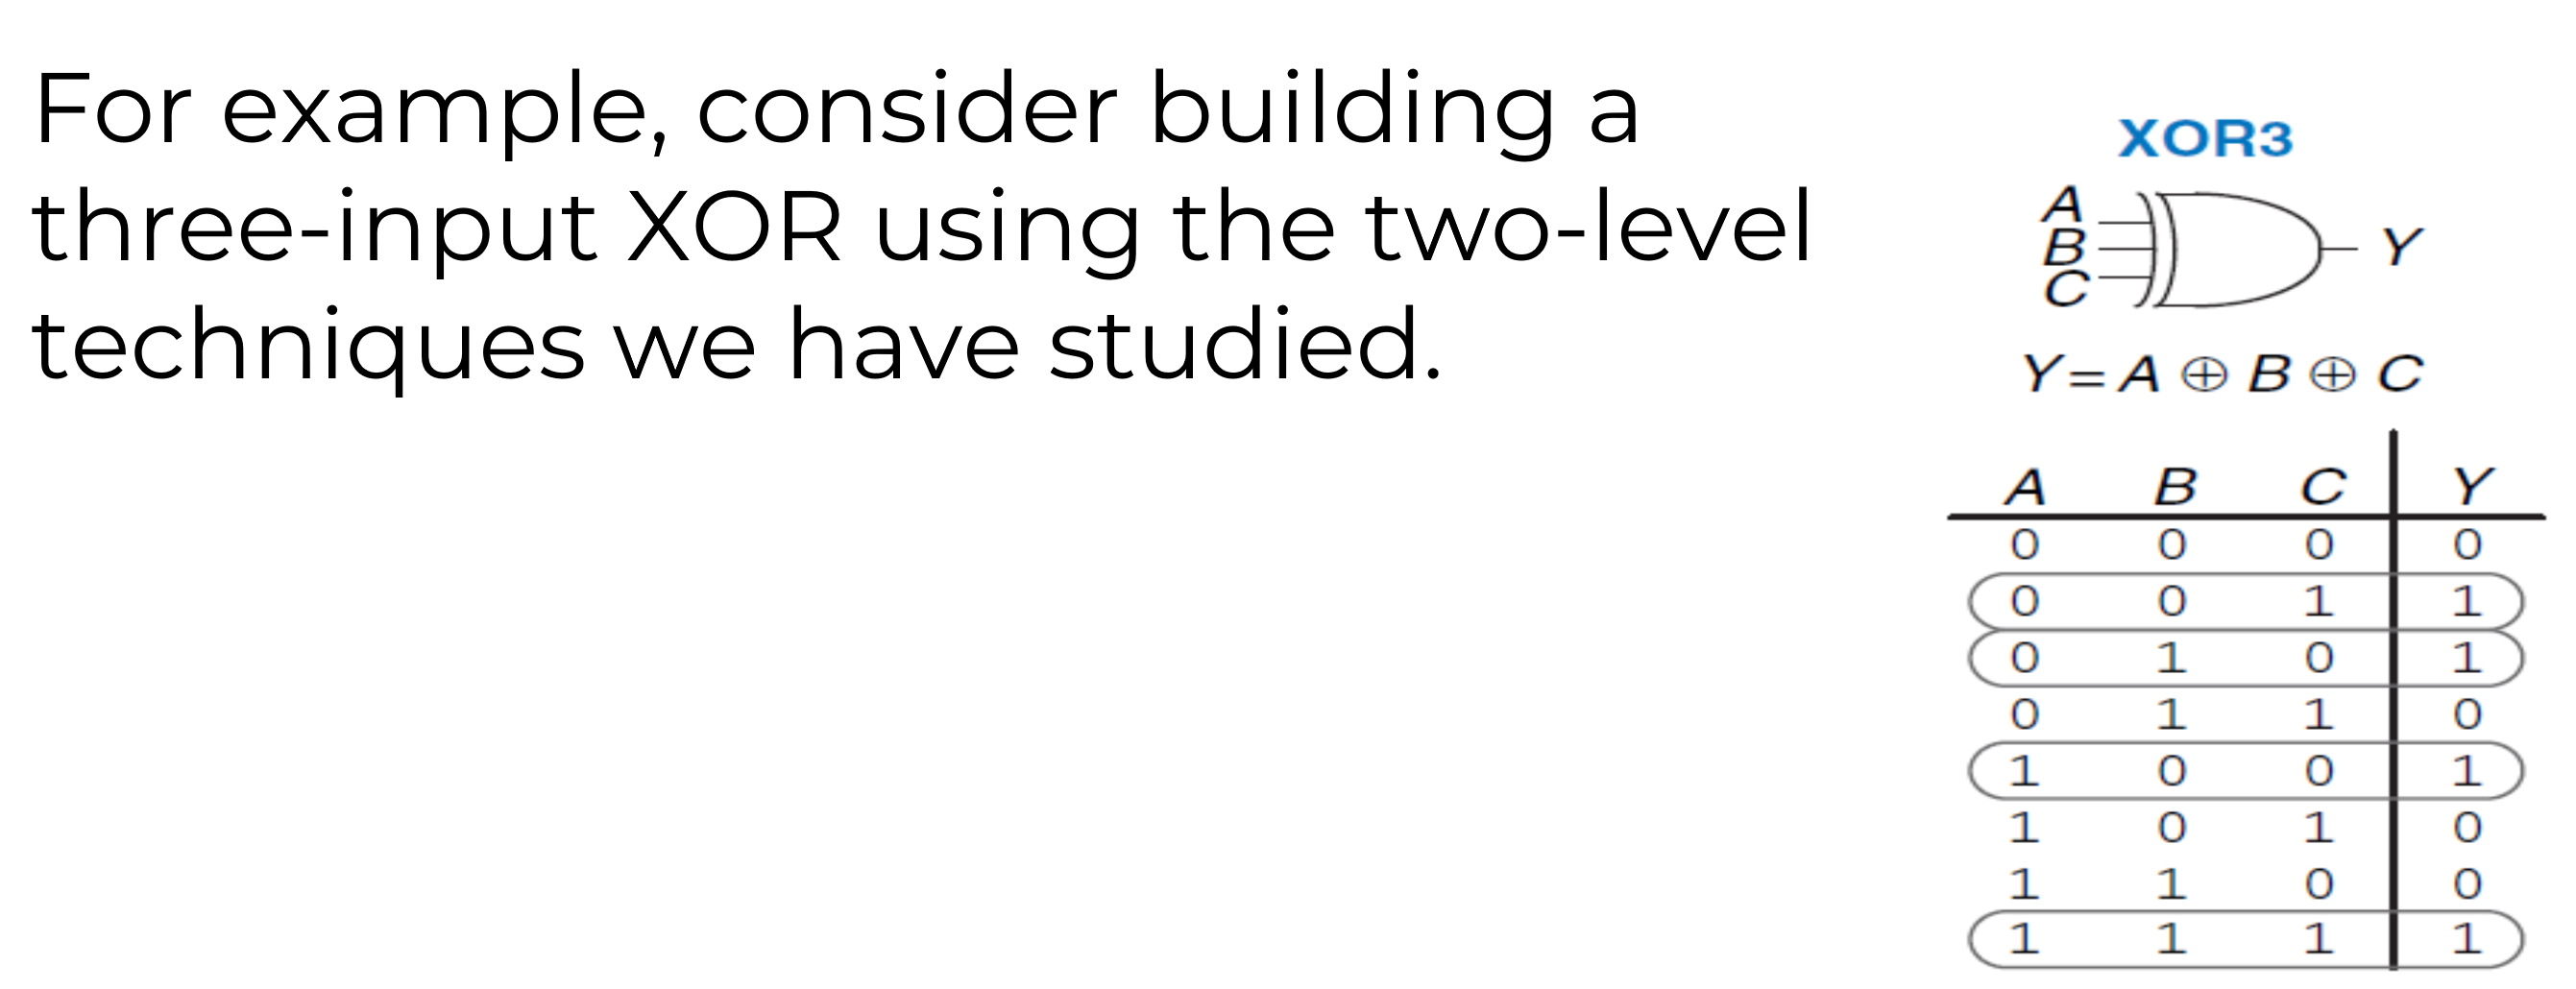 For example, consider building a
three-input XOR using the two-level
techniques we have studied.
XOR3
A
B
C
Y
Y = A ⊕ B ⊕ C
A B C Y
0 0 0 0
0 0 1 1
0 1 0 1
0 1 1 0
1 0 0 1
1 0 1 0
1 1 0 0
1 1 1 1